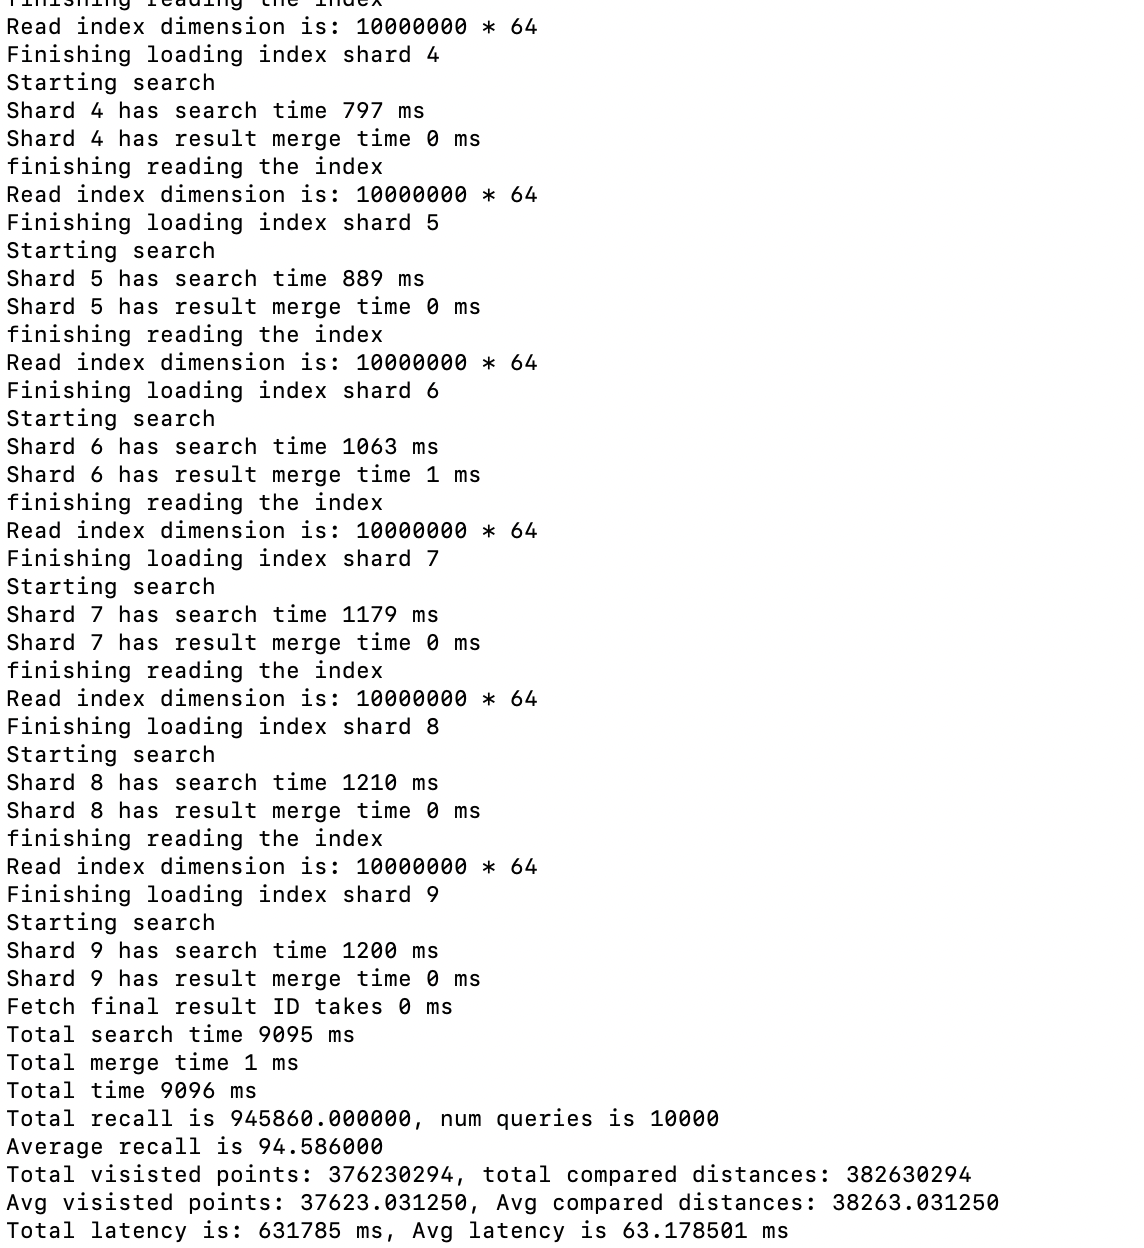 finishing reading the index
Read index dimension is: 10000000 * 64
Finishing loading index shard 4
Starting search
Shard 4 has search time 797 ms
Shard 4 has result merge time 0 ms
finishing reading the index
Read index dimension is: 10000000 * 64
Finishing loading index shard 5
Starting search
Shard 5 has search time 889 ms
Shard 5 has result merge time 0 ms
finishing reading the index
Read index dimension is: 10000000 * 64
Finishing loading index shard 6
Starting search
Shard 6 has search time 1063 ms
Shard 6 has result merge time 1 ms
finishing reading the index
Read index dimension is: 10000000 * 64
Finishing loading index shard 7
Starting search
Shard 7 has search time 1179 ms
Shard 7 has result merge time 0 ms
finishing reading the index
Read index dimension is: 10000000 * 64
Finishing loading index shard 8
Starting search
Shard 8 has search time 1210 ms
Shard 8 has result merge time 0 ms
finishing reading the index
Read index dimension is: 10000000 * 64
Finishing loading index shard 9
Starting search
Shard 9 has search time 1200 ms
Shard 9 has result merge time 0 ms
Fetch final result ID takes 0 ms
Total search time 9095 ms
Total merge time 1 ms
Total time 9096 ms
Total recall is 945860.000000, num queries is 10000
Average recall is 94.586000
Total visisted points: 376230294, total compared distances: 382630294
Avg visisted points: 37623.031250, Avg compared distances: 38263.031250
Total latency is: 631785 ms, Avg latency is 63.178501 ms